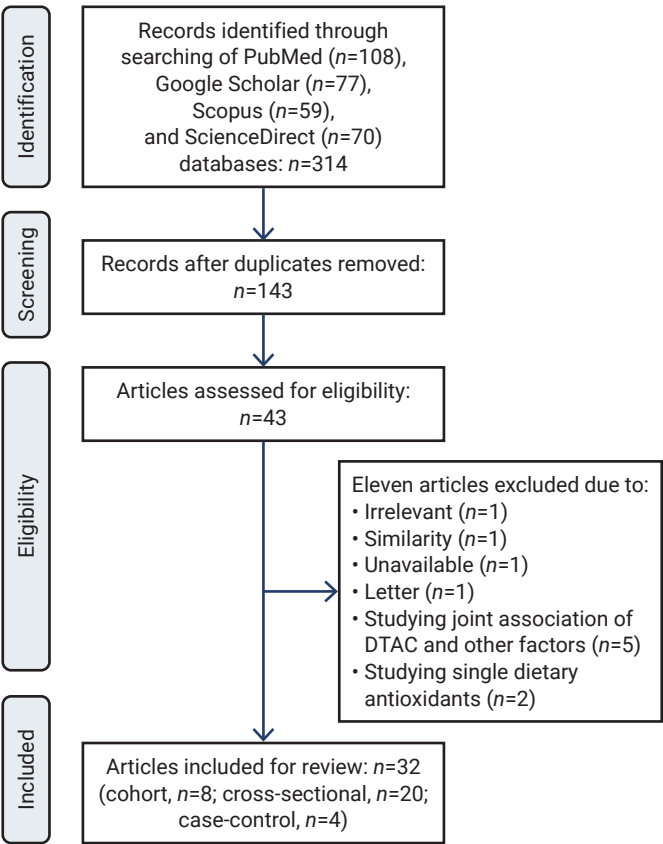 Identification
Records identified through
searching of PubMed (n=108),
Google Scholar (n=77),
Scopus (n=59),
and ScienceDirect (n=70)
databases: n=314
Screening
Records after duplicates removed:
n=143
Eligibility
Articles assessed for eligibility:
n=43
Eleven articles excluded due to:
• Irrelevant (n=1)
• Similarity (n=1)
• Unavailable (n=1)
• Letter (n=1)
• Studying joint association of
DTAC and other factors (n=5)
• Studying single dietary
antioxidants (n=2)
Included
Articles included for review: n=32
(cohort, n=8; cross-sectional, n=20;
case-control, n=4)